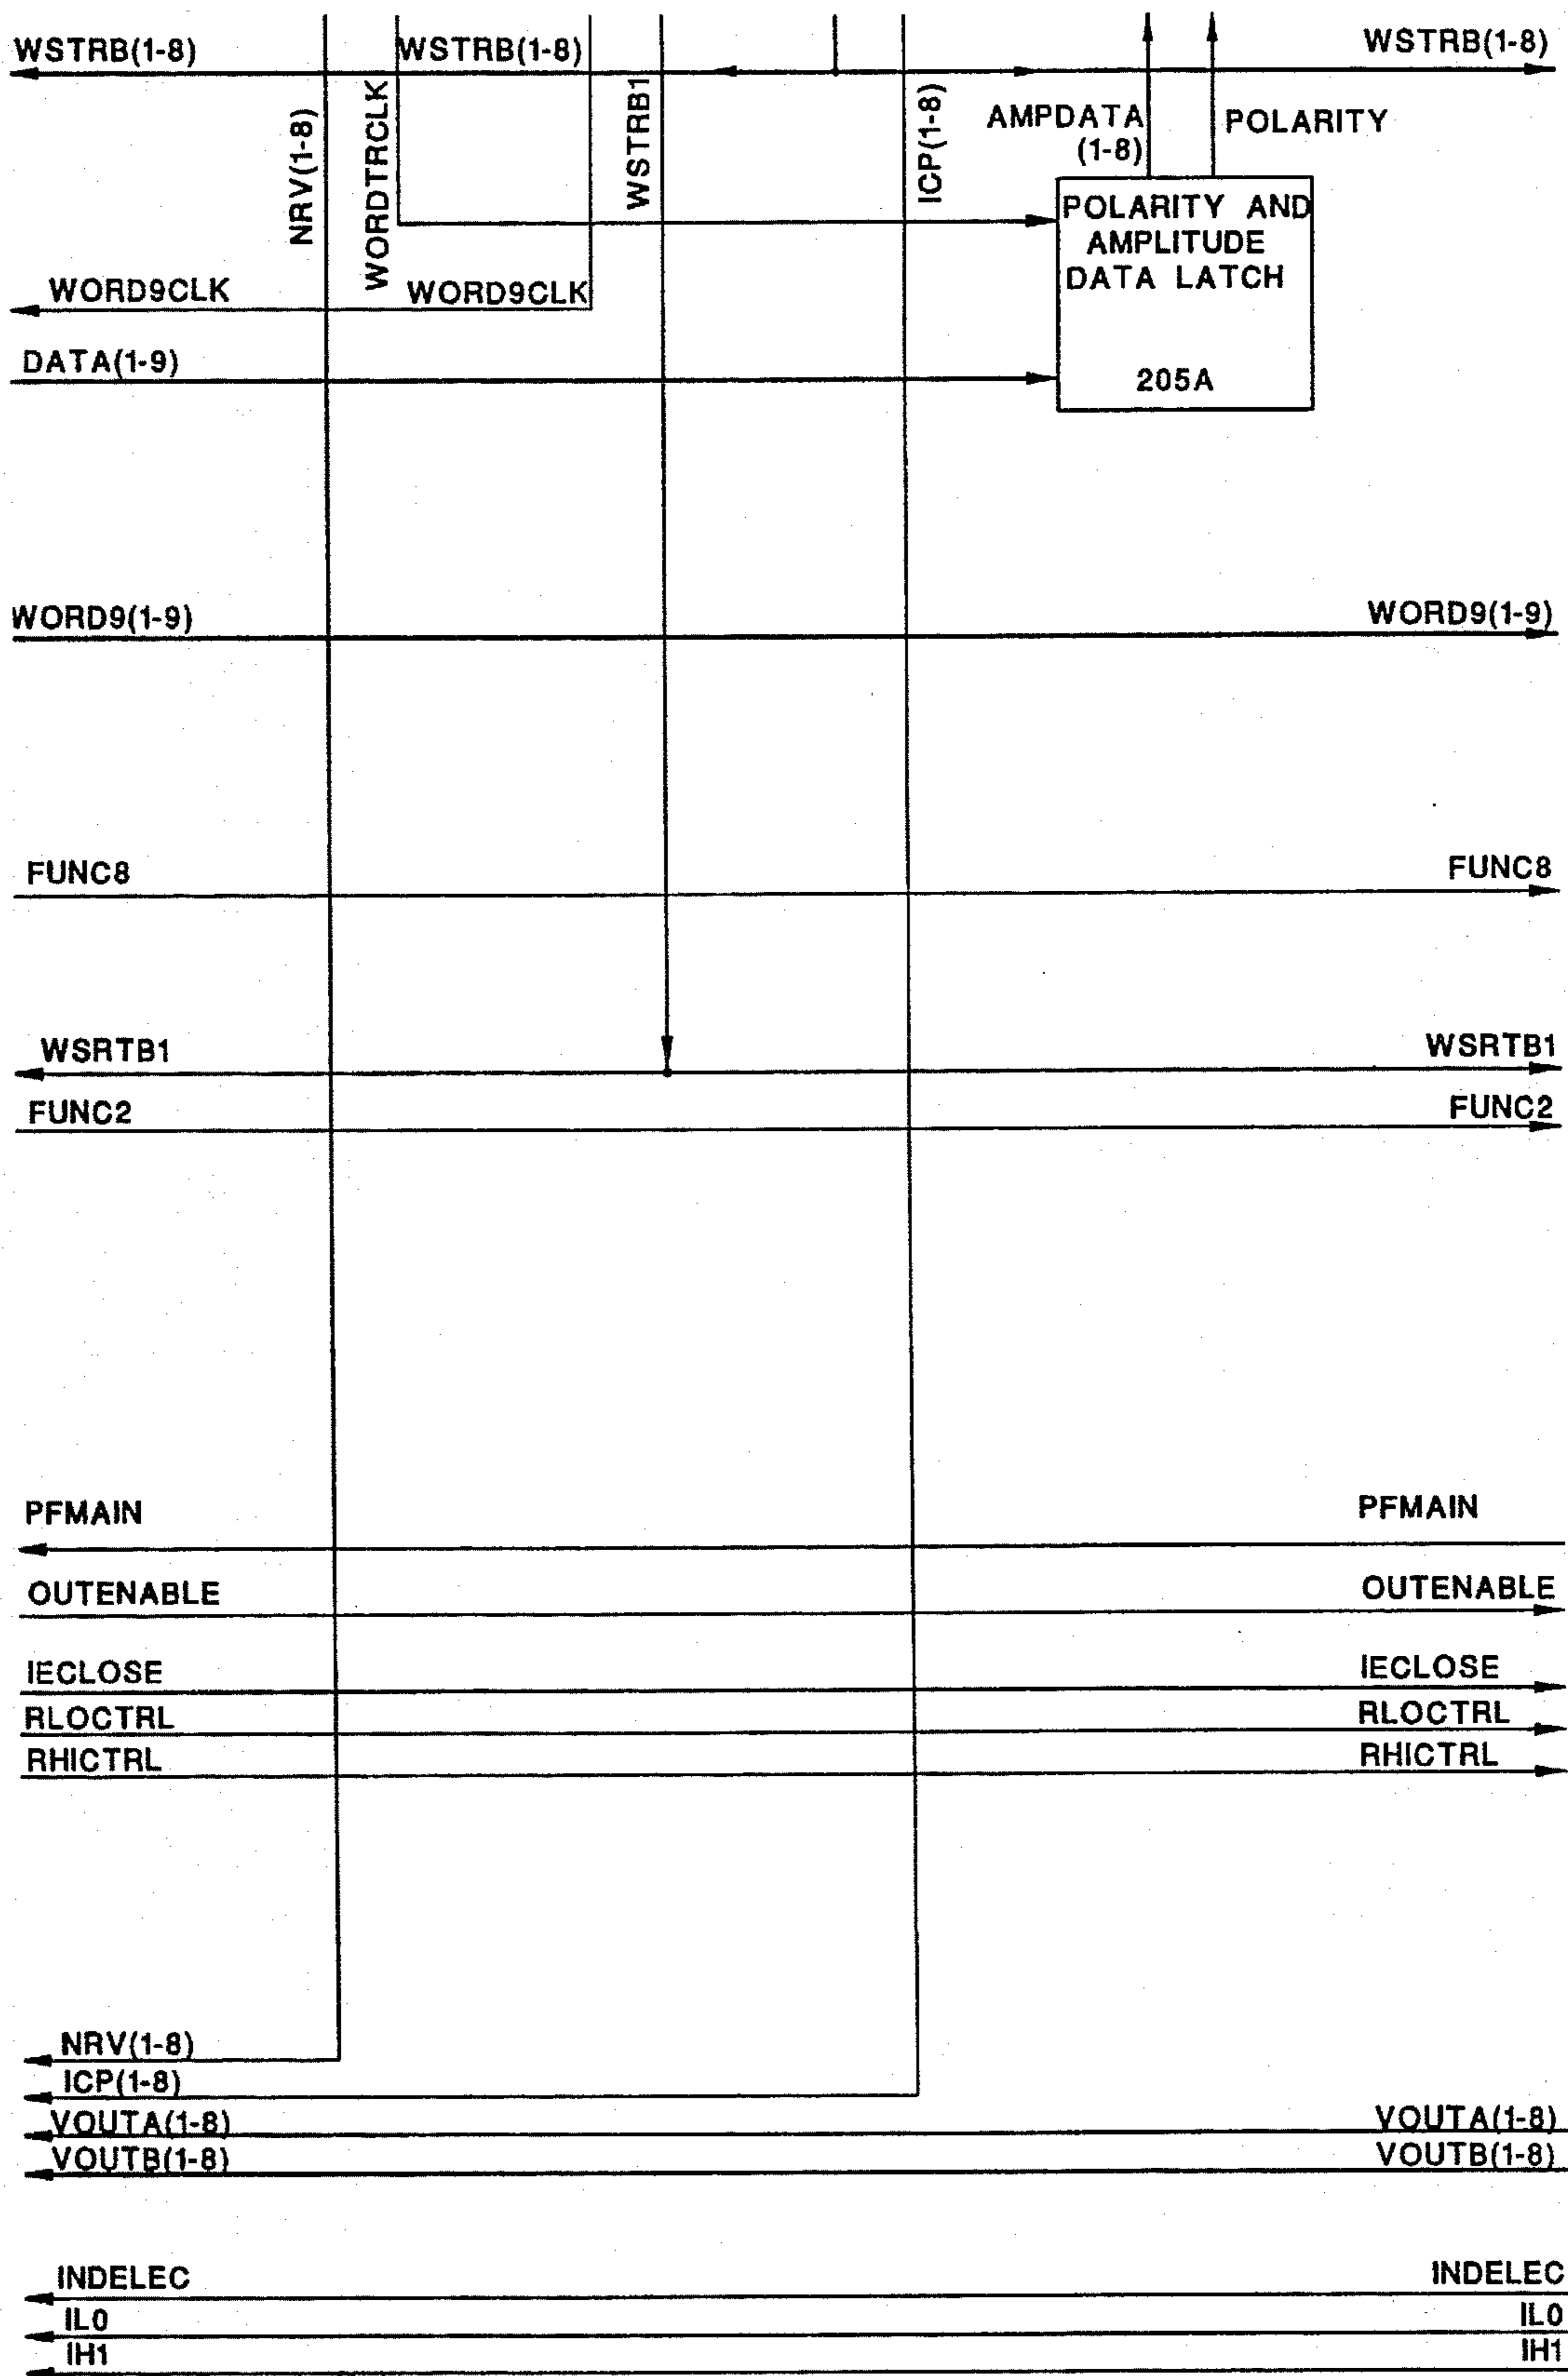 WSTRB(1-8)
WSTRB(1-8)
WSTRB(1-8)
NRV(1-8)
WORDTRCLK
WSTRB1
ICP(1-8)
AMPDATA
(1-8)
POLARITY
POLARITY AND
AMPLITUDE
DATA LATCH
205A
WORD9CLK
WORD9CLK
DATA(1-9)
WORD9(1-9)
WORD9(1-9)
FUNC8
FUNC8
WSRTB1
WSRTB1
FUNC2
FUNC2
PFMAIN
PFMAIN
OUTENABLE
OUTENABLE
IECLOSE
IECLOSE
RLOCTRL
RLOCTRL
RHICTRL
RHICTRL
NRV(1-8)
ICP(1-8)
VOUTA(1-8)
VOUTA(1-8)
VOUTB(1-8)
VOUTB(1-8)
INDELEC
INDELEC
IL0
IL0
IH1
IH1